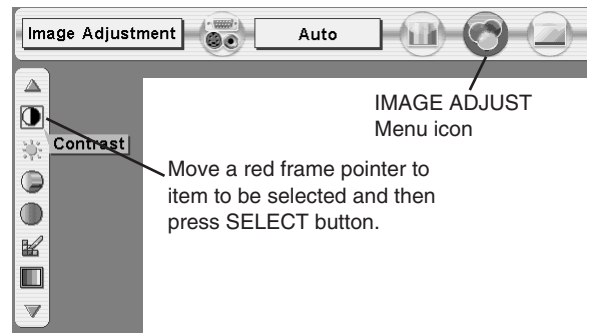 Image Adjustment
Auto
IMAGE ADJUST
Menu icon
Contrast
Move a red frame pointer to
item to be selected and then
press SELECT button.